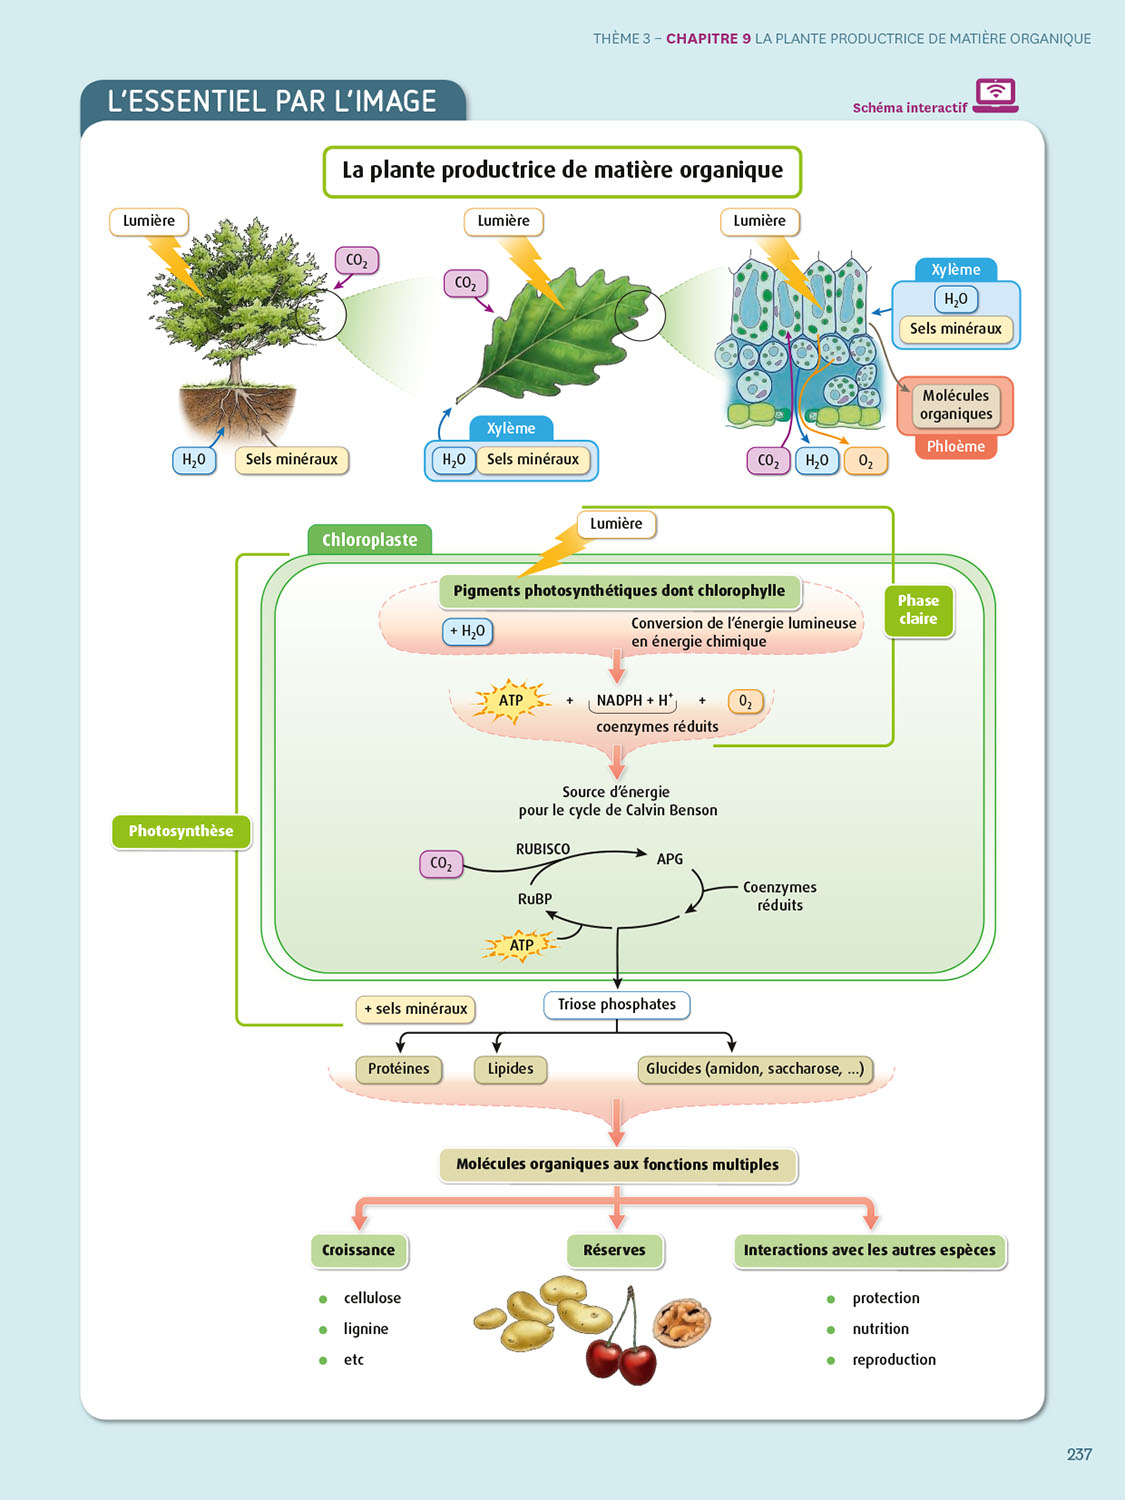 THÈME 3 – CHAPITRE 9 LA PLANTE PRODUCTRICE DE MATIÈRE ORGANIQUE
L'ESSENTIEL PAR L'IMAGE
Schéma interactif
La plante productrice de matière organique
Lumière
CO₂
H₂O
Sels minéraux
Lumière
CO₂
Xylème
H₂O
Sels minéraux
Lumière
Xylème
H₂O
Sels minéraux
Molécules
organiques
Phloème
CO₂
H₂O
O₂
Chloroplaste
Lumière
Pigments photosynthétiques dont chlorophylle
Phase
claire
+ H₂O
Conversion de l'énergie lumineuse
en énergie chimique
ATP + NADPH + H⁺ + O₂
coenzymes réduits
Source d'énergie
pour le cycle de Calvin Benson
Photosynthèse
CO₂
RUBISCO
APG
RuBP
Coenzymes
réduits
ATP
+ sels minéraux
Triose phosphates
Protéines
Lipides
Glucides (amidon, saccharose, ...)
Molécules organiques aux fonctions multiples
Croissance
Réserves
Interactions avec les autres espèces
cellulose
lignine
etc
protection
nutrition
reproduction
237